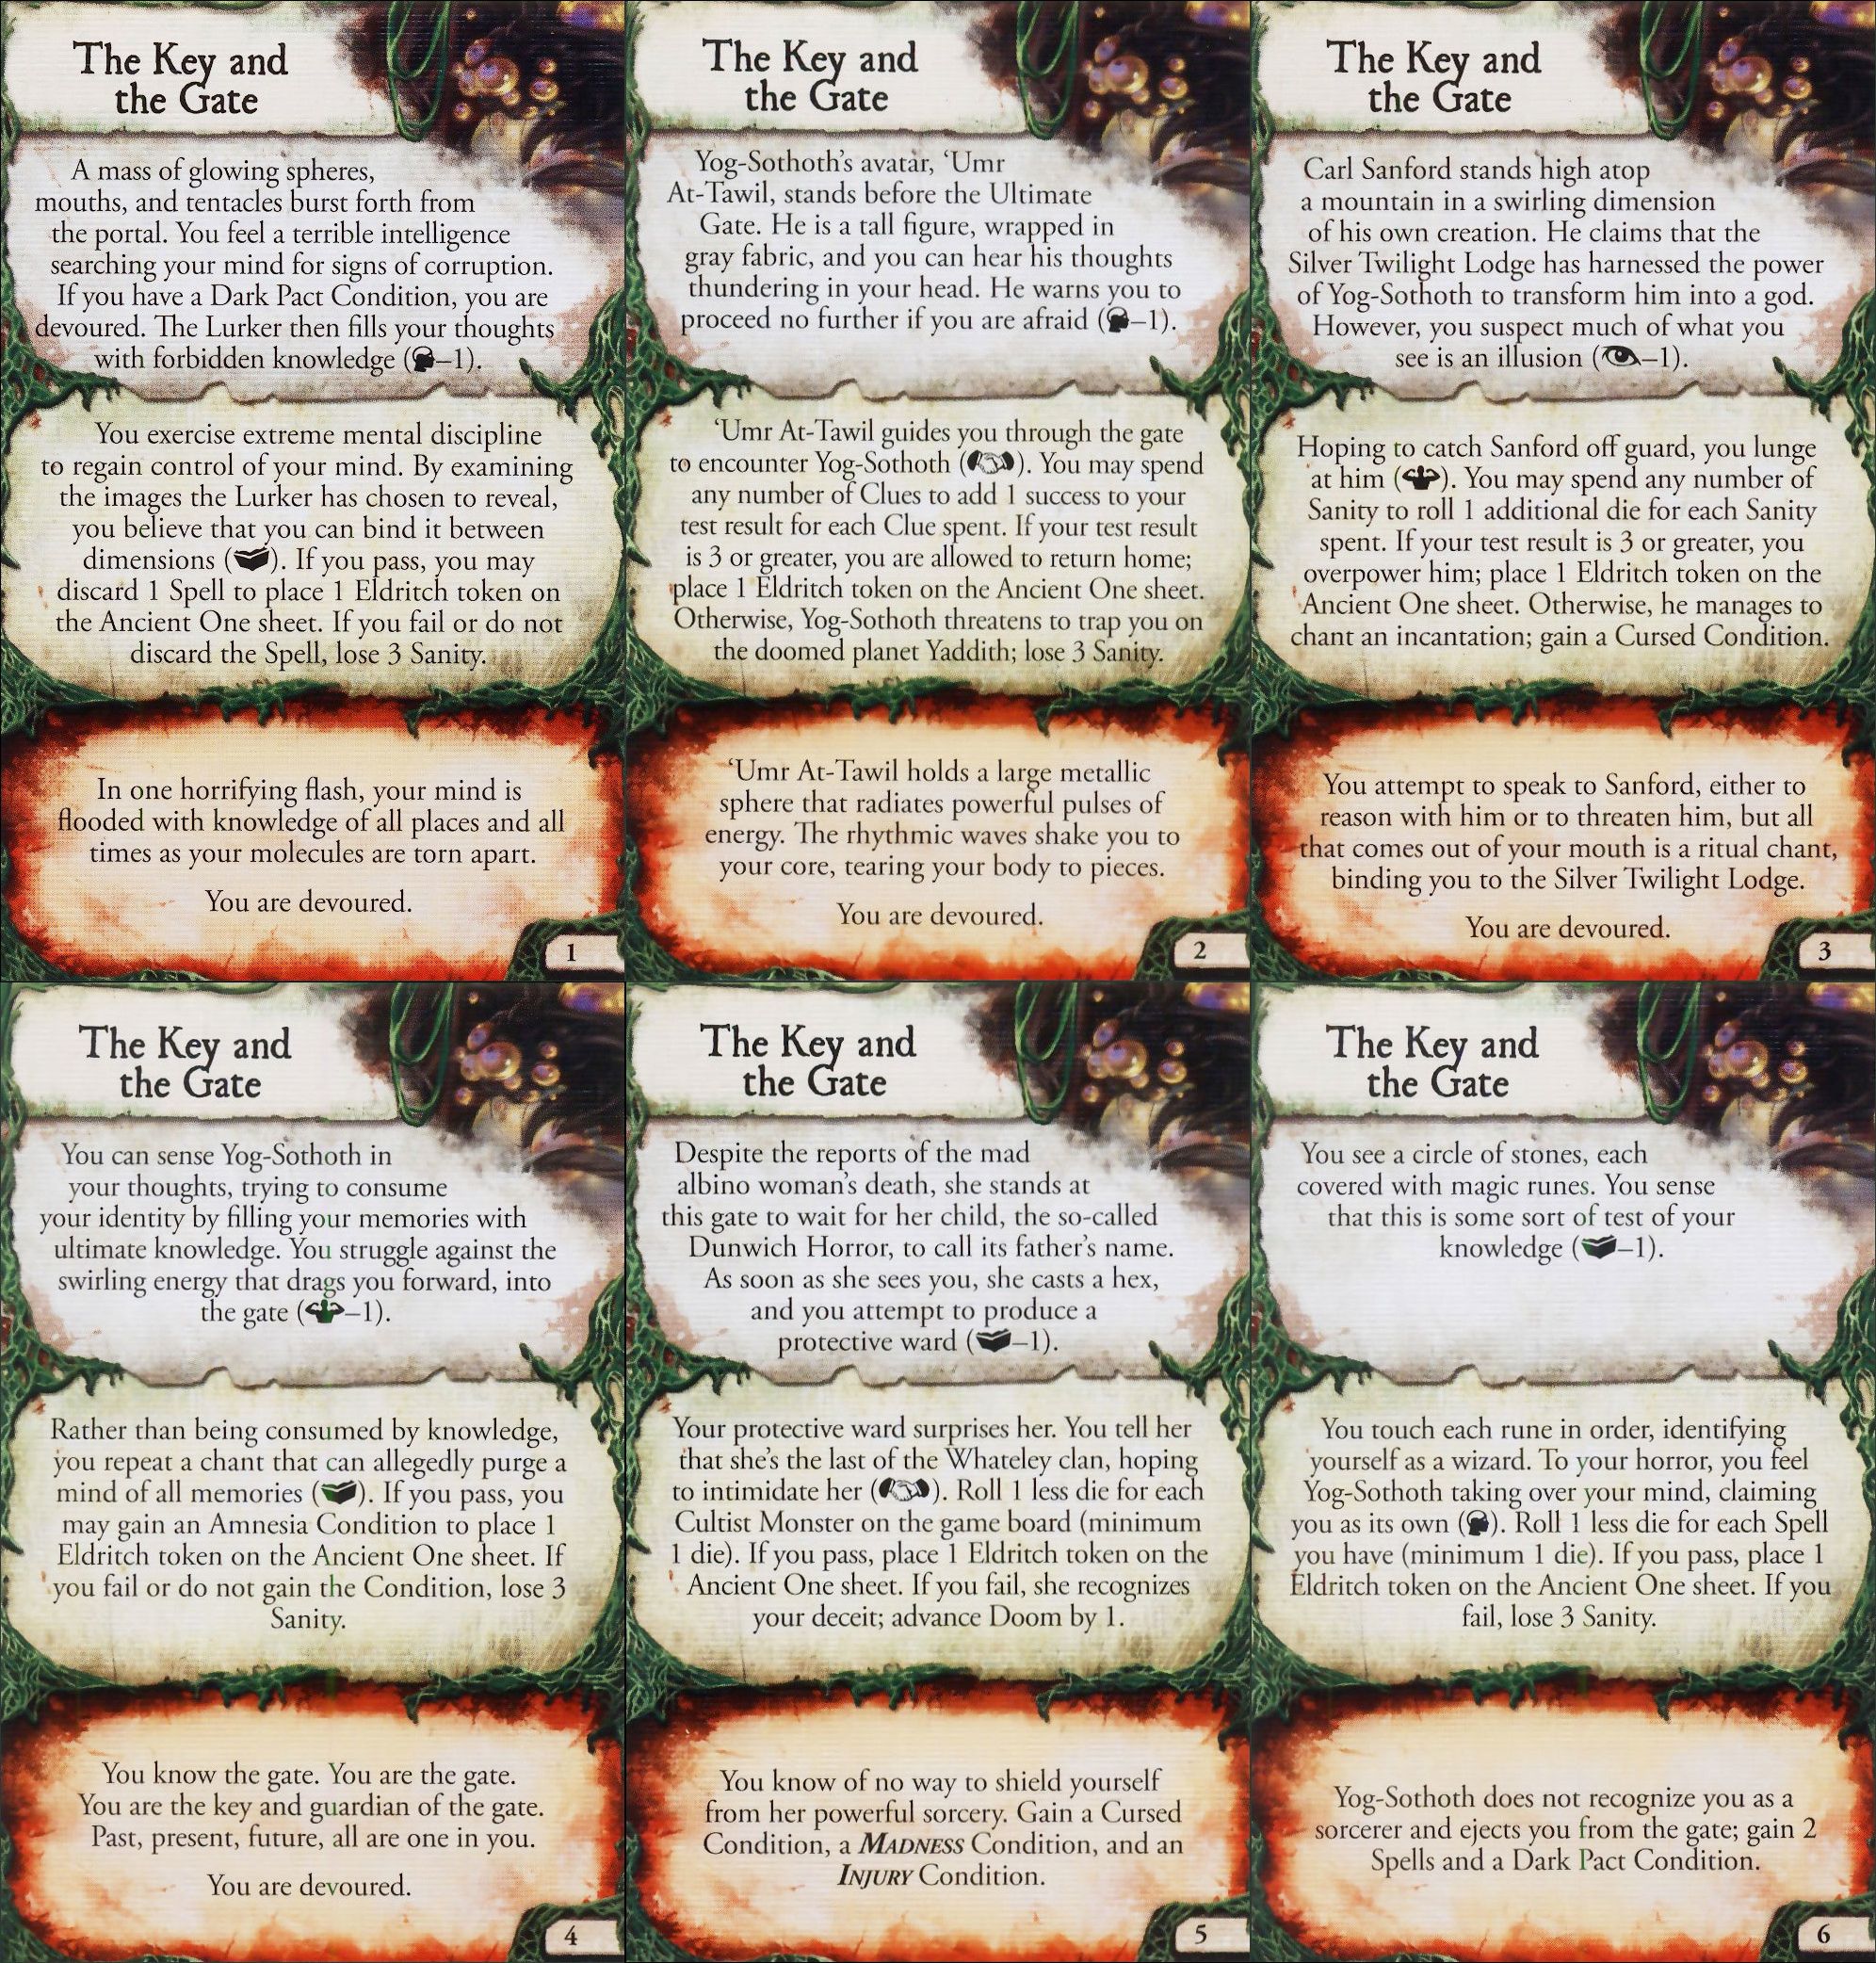 The Key and
the Gate
A mass of glowing spheres,
mouths, and tentacles burst forth from
the portal. You feel a terrible intelligence
searching your mind for signs of corruption.
If you have a Dark Pact Condition, you are
devoured. The Lurker then fills your thoughts
with forbidden knowledge (–1).
You exercise extreme mental discipline
to regain control of your mind. By examining
the images the Lurker has chosen to reveal,
you believe that you can bind it between
dimensions (). If you pass, you may
discard 1 Spell to place 1 Eldritch token on
the Ancient One sheet. If you fail or do not
discard the Spell, lose 3 Sanity.
In one horrifying flash, your mind is
flooded with knowledge of all places and all
times as your molecules are torn apart.
You are devoured.
1
The Key and
the Gate
Yog-Sothoth's avatar, ‘Umr
At-Tawil, stands before the Ultimate
Gate. He is a tall figure, wrapped in
gray fabric, and you can hear his thoughts
thundering in your head. He warns you to
proceed no further if you are afraid (–1).
‘Umr At-Tawil guides you through the gate
to encounter Yog-Sothoth (). You may spend
any number of Clues to add 1 success to your
test result for each Clue spent. If your test result
is 3 or greater, you are allowed to return home;
place 1 Eldritch token on the Ancient One sheet.
Otherwise, Yog-Sothoth threatens to trap you on
the doomed planet Yaddith; lose 3 Sanity.
‘Umr At-Tawil holds a large metallic
sphere that radiates powerful pulses of
energy. The rhythmic waves shake you to
your core, tearing your body to pieces.
You are devoured.
2
The Key and
the Gate
Carl Sanford stands high atop
a mountain in a swirling dimension
of his own creation. He claims that the
Silver Twilight Lodge has harnessed the power
of Yog-Sothoth to transform him into a god.
However, you suspect much of what you
see is an illusion (–1).
Hoping to catch Sanford off guard, you lunge
at him (). You may spend any number of
Sanity to roll 1 additional die for each Sanity
spent. If your test result is 3 or greater, you
overpower him; place 1 Eldritch token on the
Ancient One sheet. Otherwise, he manages to
chant an incantation; gain a Cursed Condition.
You attempt to speak to Sanford, either to
reason with him or to threaten him, but all
that comes out of your mouth is a ritual chant,
binding you to the Silver Twilight Lodge.
You are devoured.
3
The Key and
the Gate
You can sense Yog-Sothoth in
your thoughts, trying to consume
your identity by filling your memories with
ultimate knowledge. You struggle against the
swirling energy that drags you forward, into
the gate (–1).
Rather than being consumed by knowledge,
you repeat a chant that can allegedly purge a
mind of all memories (). If you pass, you
may gain an Amnesia Condition to place 1
Eldritch token on the Ancient One sheet. If
you fail or do not gain the Condition, lose 3
Sanity.
You know the gate. You are the gate.
You are the key and guardian of the gate.
Past, present, future, all are one in you.
You are devoured.
4
The Key and
the Gate
Despite the reports of the mad
albino woman's death, she stands at
this gate to wait for her child, the so-called
Dunwich Horror, to call its father's name.
As soon as she sees you, she casts a hex,
and you attempt to produce a
protective ward (–1).
Your protective ward surprises her. You tell her
that she's the last of the Whateley clan, hoping
to intimidate her (). Roll 1 less die for each
Cultist Monster on the game board (minimum
1 die). If you pass, place 1 Eldritch token on the
Ancient One sheet. If you fail, she recognizes
your deceit; advance Doom by 1.
You know of no way to shield yourself
from her powerful sorcery. Gain a Cursed
Condition, a MADNESS Condition, and an
INJURY Condition.
5
The Key and
the Gate
You see a circle of stones, each
covered with magic runes. You sense
that this is some sort of test of your
knowledge (–1).
You touch each rune in order, identifying
yourself as a wizard. To your horror, you feel
Yog-Sothoth taking over your mind, claiming
you as its own (). Roll 1 less die for each Spell
you have (minimum 1 die). If you pass, place 1
Eldritch token on the Ancient One sheet. If you
fail, lose 3 Sanity.
Yog-Sothoth does not recognize you as a
sorcerer and ejects you from the gate; gain 2
Spells and a Dark Pact Condition.
6